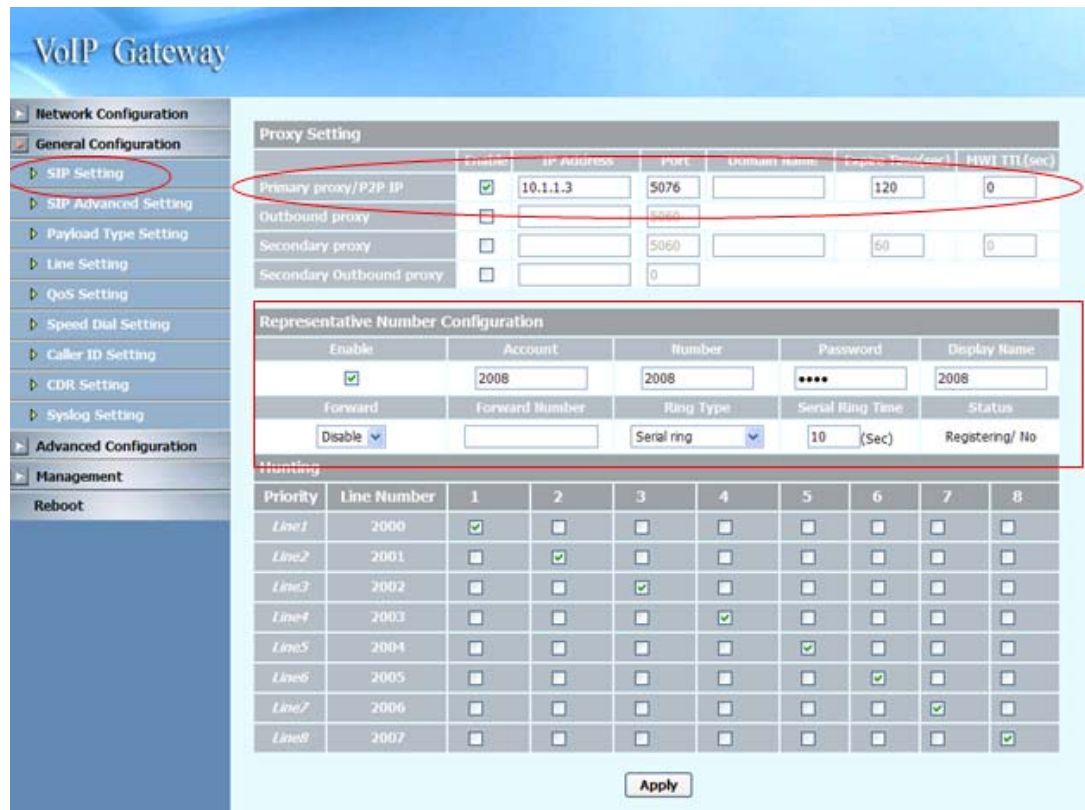 VoIP Gateway
Network Configuration
General Configuration
SIP Setting
SIP Advanced Setting
Payload Type Setting
Line Setting
QoS Setting
Speed Dial Setting
Caller ID Setting
CDR Setting
Syslog Setting
Advanced Configuration
Management
Reboot
Proxy Setting
Enable IP Address Port Domain Name Expire Time(sec) MWI TTL(sec)
Primary proxy/P2P IP 10.1.1.3 5076 120 0
Outbound proxy 5060
Secondary proxy 5060 60 0
Secondary Outbound proxy 0
Representative Number Configuration
Enable Account Number Password Display Name
2008 2008 •••• 2008
Forward Forward Number Ring Type Serial Ring Time Status
Disable Serial ring 10 (Sec) Registering/ No
Hunting
Priority Line Number 1 2 3 4 5 6 7 8
Line1 2000
Line2 2001
Line3 2002
Line4 2003
Line5 2004
Line6 2005
Line7 2006
Line8 2007
Apply